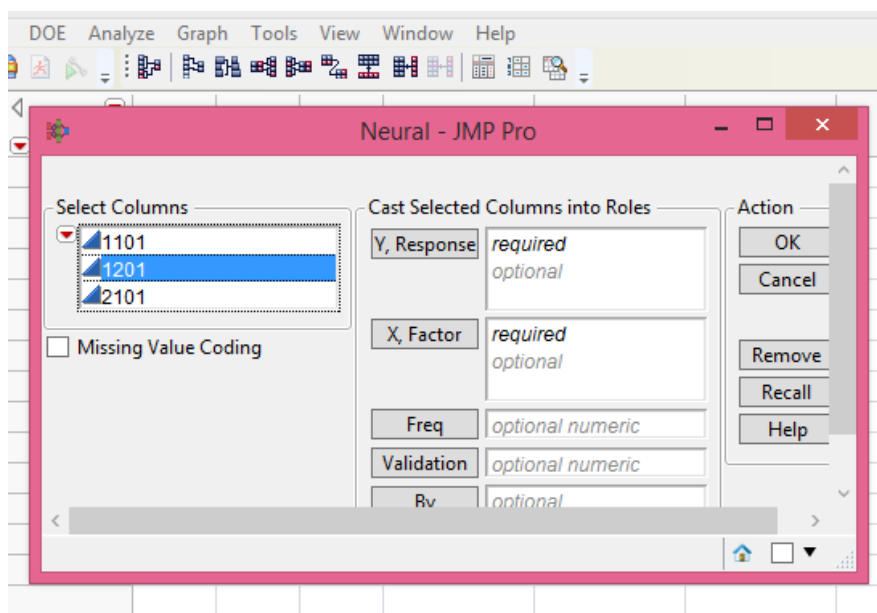 DOE Analyze Graph Tools View Window Help
Neural - JMP Pro
Select Columns
1101
1201
2101
Missing Value Coding
Cast Selected Columns into Roles
Y, Response required
optional
X, Factor required
optional
Freq optional numeric
Validation optional numeric
By optional
Action
OK
Cancel
Remove
Recall
Help